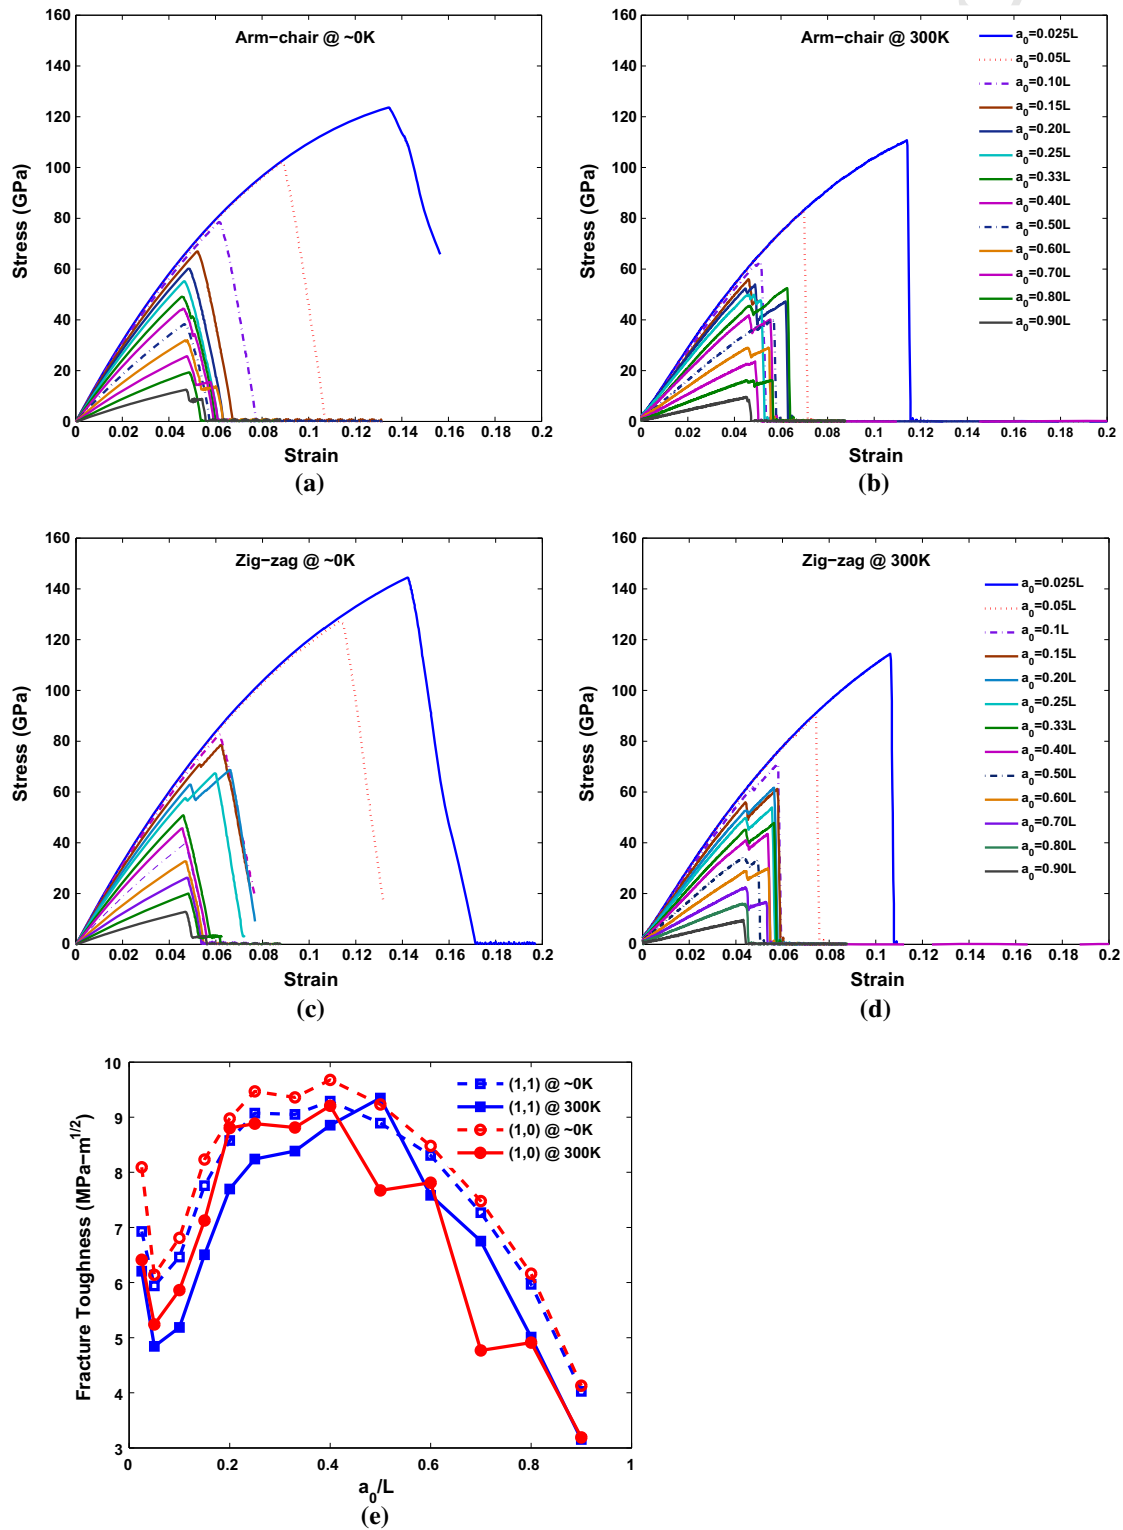 160
140
120
100
80
60
40
20
0
0 0.02 0.04 0.06 0.08 0.1 0.12 0.14 0.16 0.18 0.2
Stress (GPa)
Strain
Arm−chair @ ~0K
(a)
160
140
120
100
80
60
40
20
0
0 0.02 0.04 0.06 0.08 0.1 0.12 0.14 0.16 0.18 0.2
Stress (GPa)
Strain
Arm−chair @ 300K
a0=0.025L
a0=0.05L
a0=0.10L
a0=0.15L
a0=0.20L
a0=0.25L
a0=0.33L
a0=0.40L
a0=0.50L
a0=0.60L
a0=0.70L
a0=0.80L
a0=0.90L
(b)
160
140
120
100
80
60
40
20
0
0 0.02 0.04 0.06 0.08 0.1 0.12 0.14 0.16 0.18 0.2
Stress (GPa)
Strain
Zig−zag @ ~0K
(c)
160
140
120
100
80
60
40
20
0
0 0.02 0.04 0.06 0.08 0.1 0.12 0.14 0.16 0.18 0.2
Stress (GPa)
Strain
Zig−zag @ 300K
a0=0.025L
a0=0.05L
a0=0.1L
a0=0.15L
a0=0.20L
a0=0.25L
a0=0.33L
a0=0.40L
a0=0.50L
a0=0.60L
a0=0.70L
a0=0.80L
a0=0.90L
(d)
10
9
8
7
6
5
4
3
0 0.2 0.4 0.6 0.8 1
Fracture Toughness (MPa−m1/2)
a0/L
(1,1) @ ~0K
(1,1) @ 300K
(1,0) @ ~0K
(1,0) @ 300K
(e)